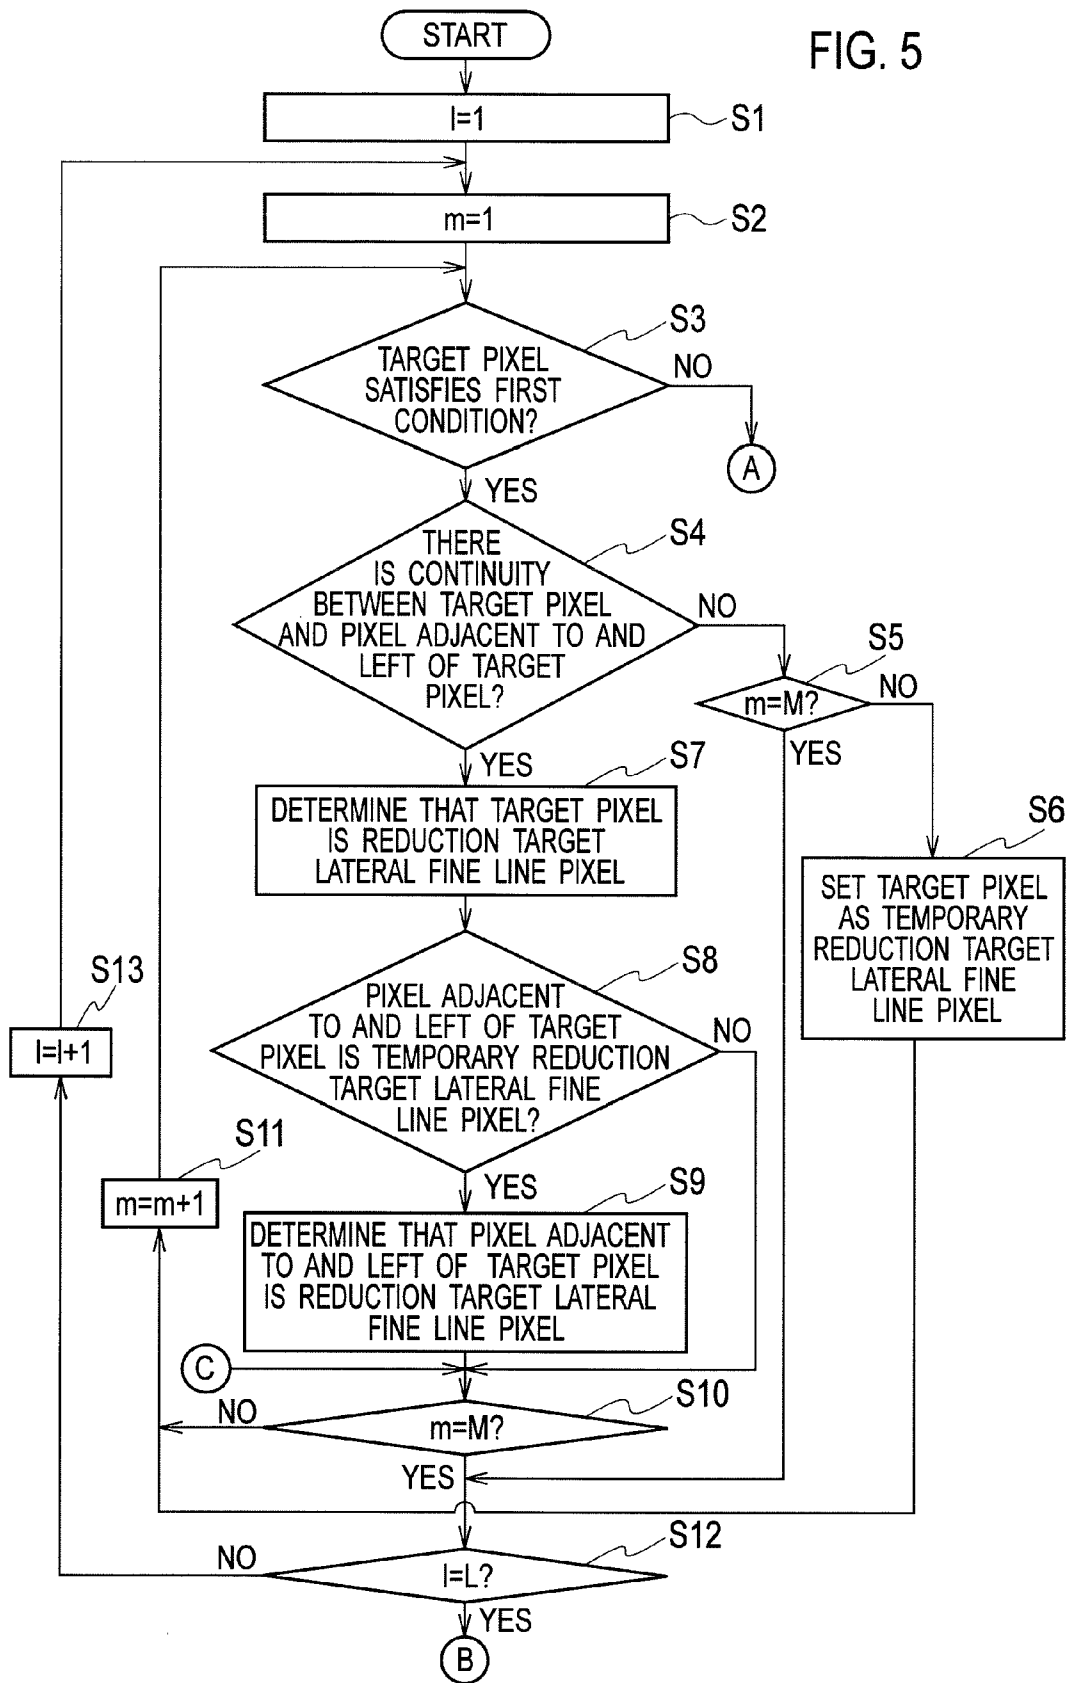 START
FIG. 5
l=1
S1
m=1
S2
S3
TARGET PIXEL
SATISFIES FIRST
CONDITION?
NO
A
YES
S4
THERE
IS CONTINUITY
BETWEEN TARGET PIXEL
AND PIXEL ADJACENT TO AND
LEFT OF TARGET
PIXEL?
NO
S5
m=M?
NO
YES
YES
S7
DETERMINE THAT TARGET PIXEL
IS REDUCTION TARGET
LATERAL FINE LINE PIXEL
S6
SET TARGET PIXEL
AS TEMPORARY
REDUCTION TARGET
LATERAL FINE
LINE PIXEL
S8
PIXEL ADJACENT
TO AND LEFT OF TARGET
PIXEL IS TEMPORARY REDUCTION
TARGET LATERAL FINE
LINE PIXEL?
NO
S13
l=l+1
S11
m=m+1
YES
S9
DETERMINE THAT PIXEL ADJACENT
TO AND LEFT OF TARGET PIXEL
IS REDUCTION TARGET LATERAL
FINE LINE PIXEL
C
S10
m=M?
NO
YES
S12
l=L?
NO
YES
B